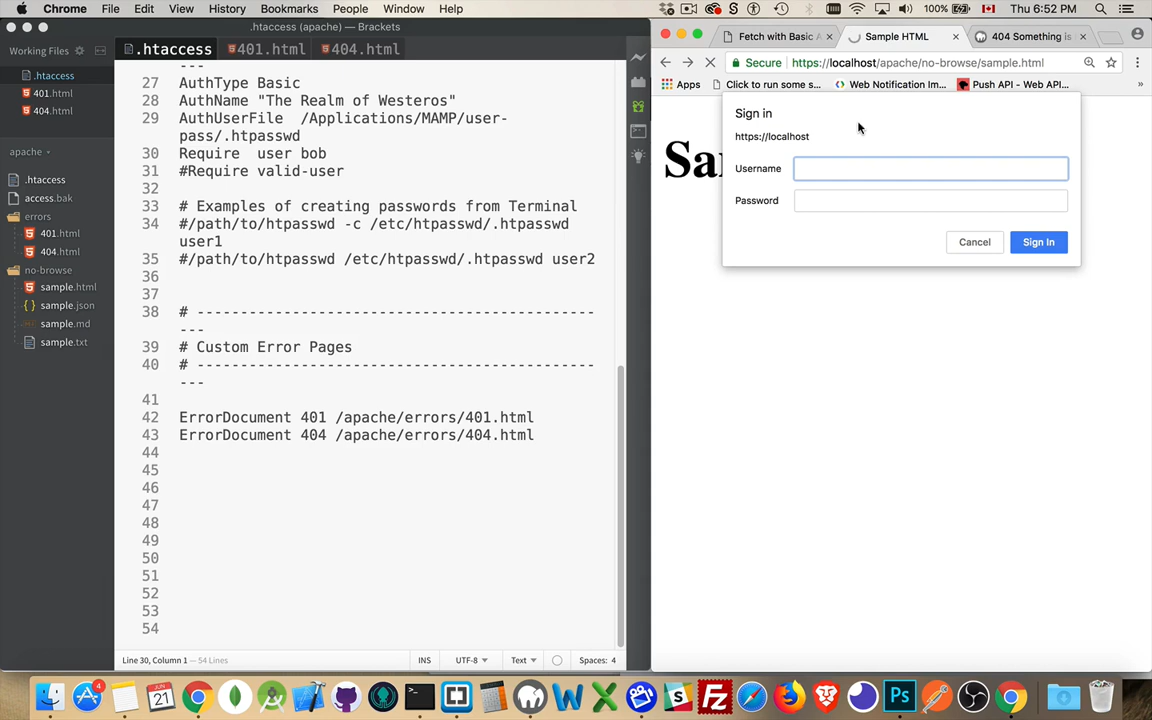 Chrome File Edit View History Bookmarks People Window Help 100% Thu 6:52 PM
.htaccess (apache) — Brackets
Working Files
.htaccess
401.html
404.html
apache
.htaccess
access.bak
errors
401.html
404.html
no-browse
sample.html
sample.json
sample.md
sample.txt
.htaccess 401.html 404.html
---
27 AuthType Basic
28 AuthName "The Realm of Westeros"
29 AuthUserFile  /Applications/MAMP/user-
pass/.htpasswd
30 Require  user bob
31 #Require valid-user
32
33 # Examples of creating passwords from Terminal
34 #/path/to/htpasswd -c /etc/htpasswd/.htpasswd
user1
35 #/path/to/htpasswd /etc/htpasswd/.htpasswd user2
36
37
38 # ----------------------------------------------
---
39 # Custom Error Pages
40 # ----------------------------------------------
---
41
42 ErrorDocument 401 /apache/errors/401.html
43 ErrorDocument 404 /apache/errors/404.html
44
45
46
47
48
49
50
51
52
53
54
Line 30, Column 1 — 54 Lines INS UTF-8 Text Spaces: 4
Fetch with Basic A Sample HTML 404 Something is
Secure https://localhost/apache/no-browse/sample.html
Apps Click to run some s... Web Notification Im... Push API - Web API... »
Sign in
https://localhost
Username
Password
Cancel Sign In
Sa